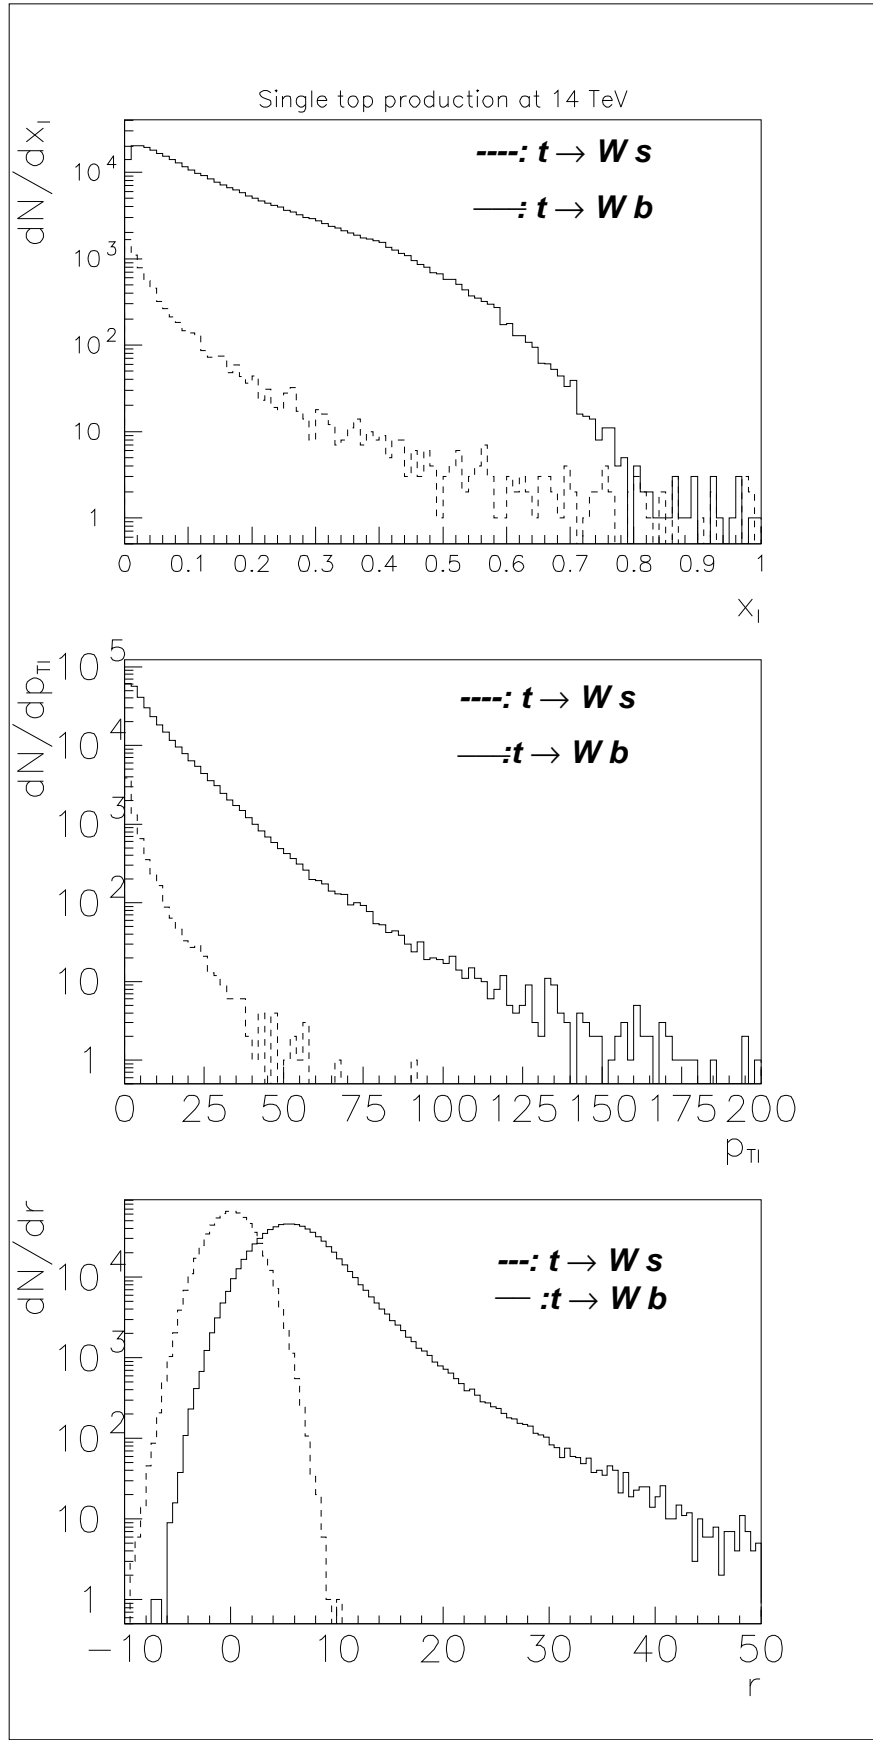 Single top production at 14 TeV
dN/dx_l
----: t → W s
——: t → W b
10^4
10^3
10^2
10
1
0 0.1 0.2 0.3 0.4 0.5 0.6 0.7 0.8 0.9 1
x_l
dN/dp_Tl
----: t → W s
——:t → W b
10^5
10^4
10^3
10^2
10
1
0 25 50 75 100 125 150 175 200
p_Tl
dN/dr
---: t → W s
— :t → W b
10^4
10^3
10^2
10
1
−10 0 10 20 30 40 50
r